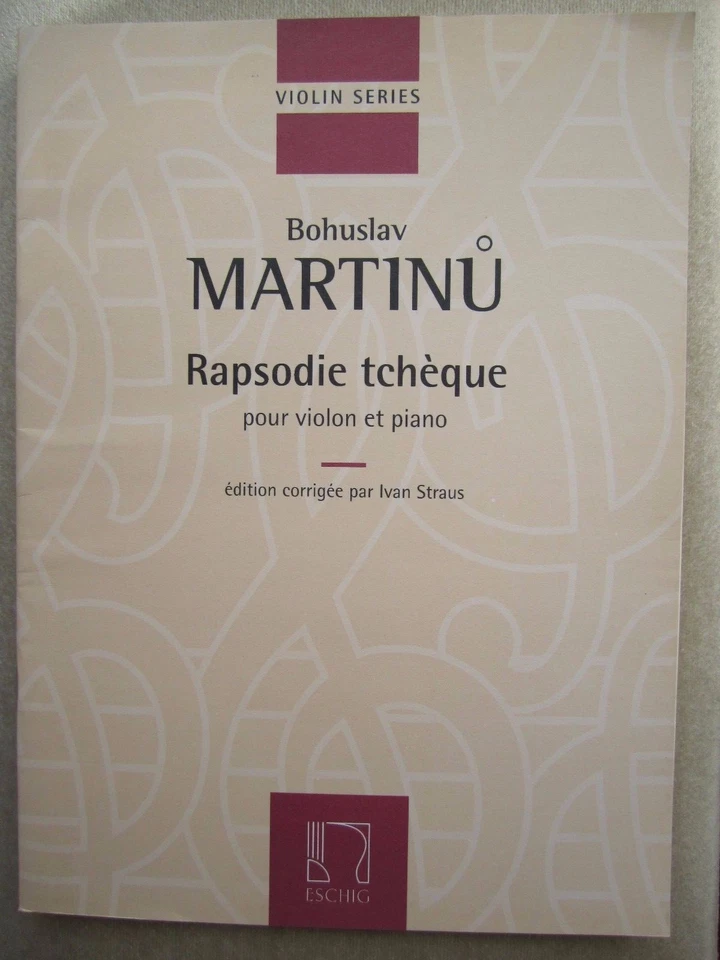 VIOLIN SERIES
Bohuslav
MARTINŮ
Rapsodie tchèque
pour violon et piano
édition corrigée par Ivan Straus
ESCHIG